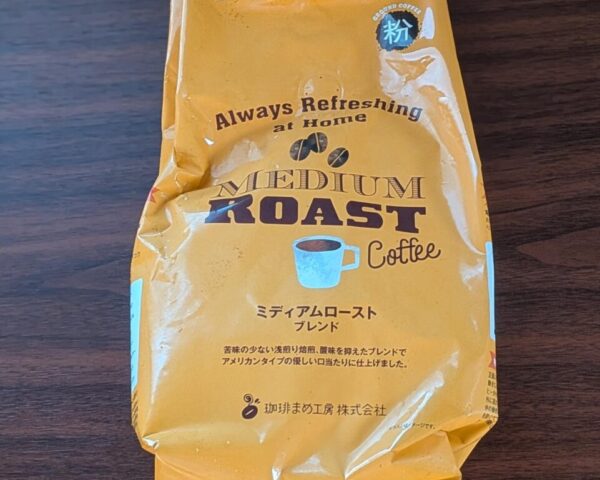 GROUND COFFEE
粉
Always Refreshing
at Home
MEDIUM
ROAST
Coffee
ミディアムロースト
ブレンド
苦味の少ない浅煎り焙煎、酸味を抑えたブレンドで
アメリカンタイプの優しい口当たりに仕上げました。
珈琲まめ工房 株式会社